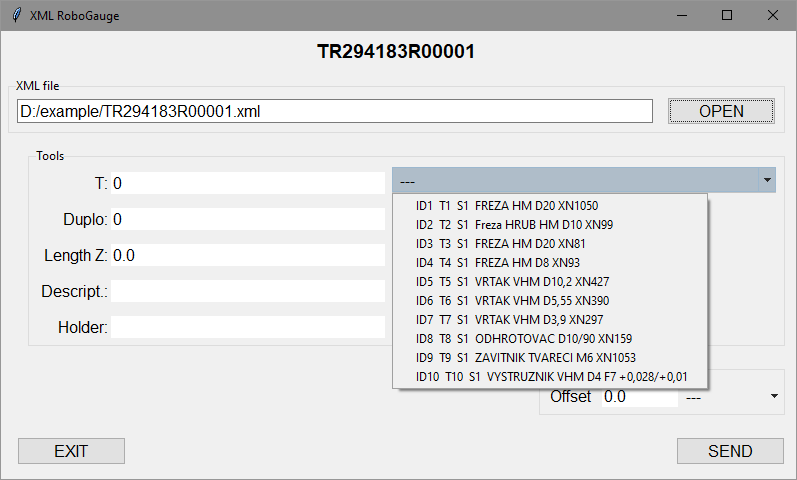 XML RoboGauge
TR294183R00001
XML file
D:/example/TR294183R00001.xml
OPEN
Tools
T: 0
---
Duplo: 0
Length Z: 0.0
Descript.:
Holder:
ID1 T1 S1 FREZA HM D20 XN1050
ID2 T2 S1 Freza HRUB HM D10 XN99
ID3 T3 S1 FREZA HM D20 XN81
ID4 T4 S1 FREZA HM D8 XN93
ID5 T5 S1 VRTAK VHM D10,2 XN427
ID6 T6 S1 VRTAK VHM D5,55 XN390
ID7 T7 S1 VRTAK VHM D3,9 XN297
ID8 T8 S1 ODHROTOVAC D10/90 XN159
ID9 T9 S1 ZAVITNIK TVARECI M6 XN1053
ID10 T10 S1 VYSTRUZNIK VHM D4 F7 +0,028/+0,01
Offset 0.0 ---
EXIT
SEND